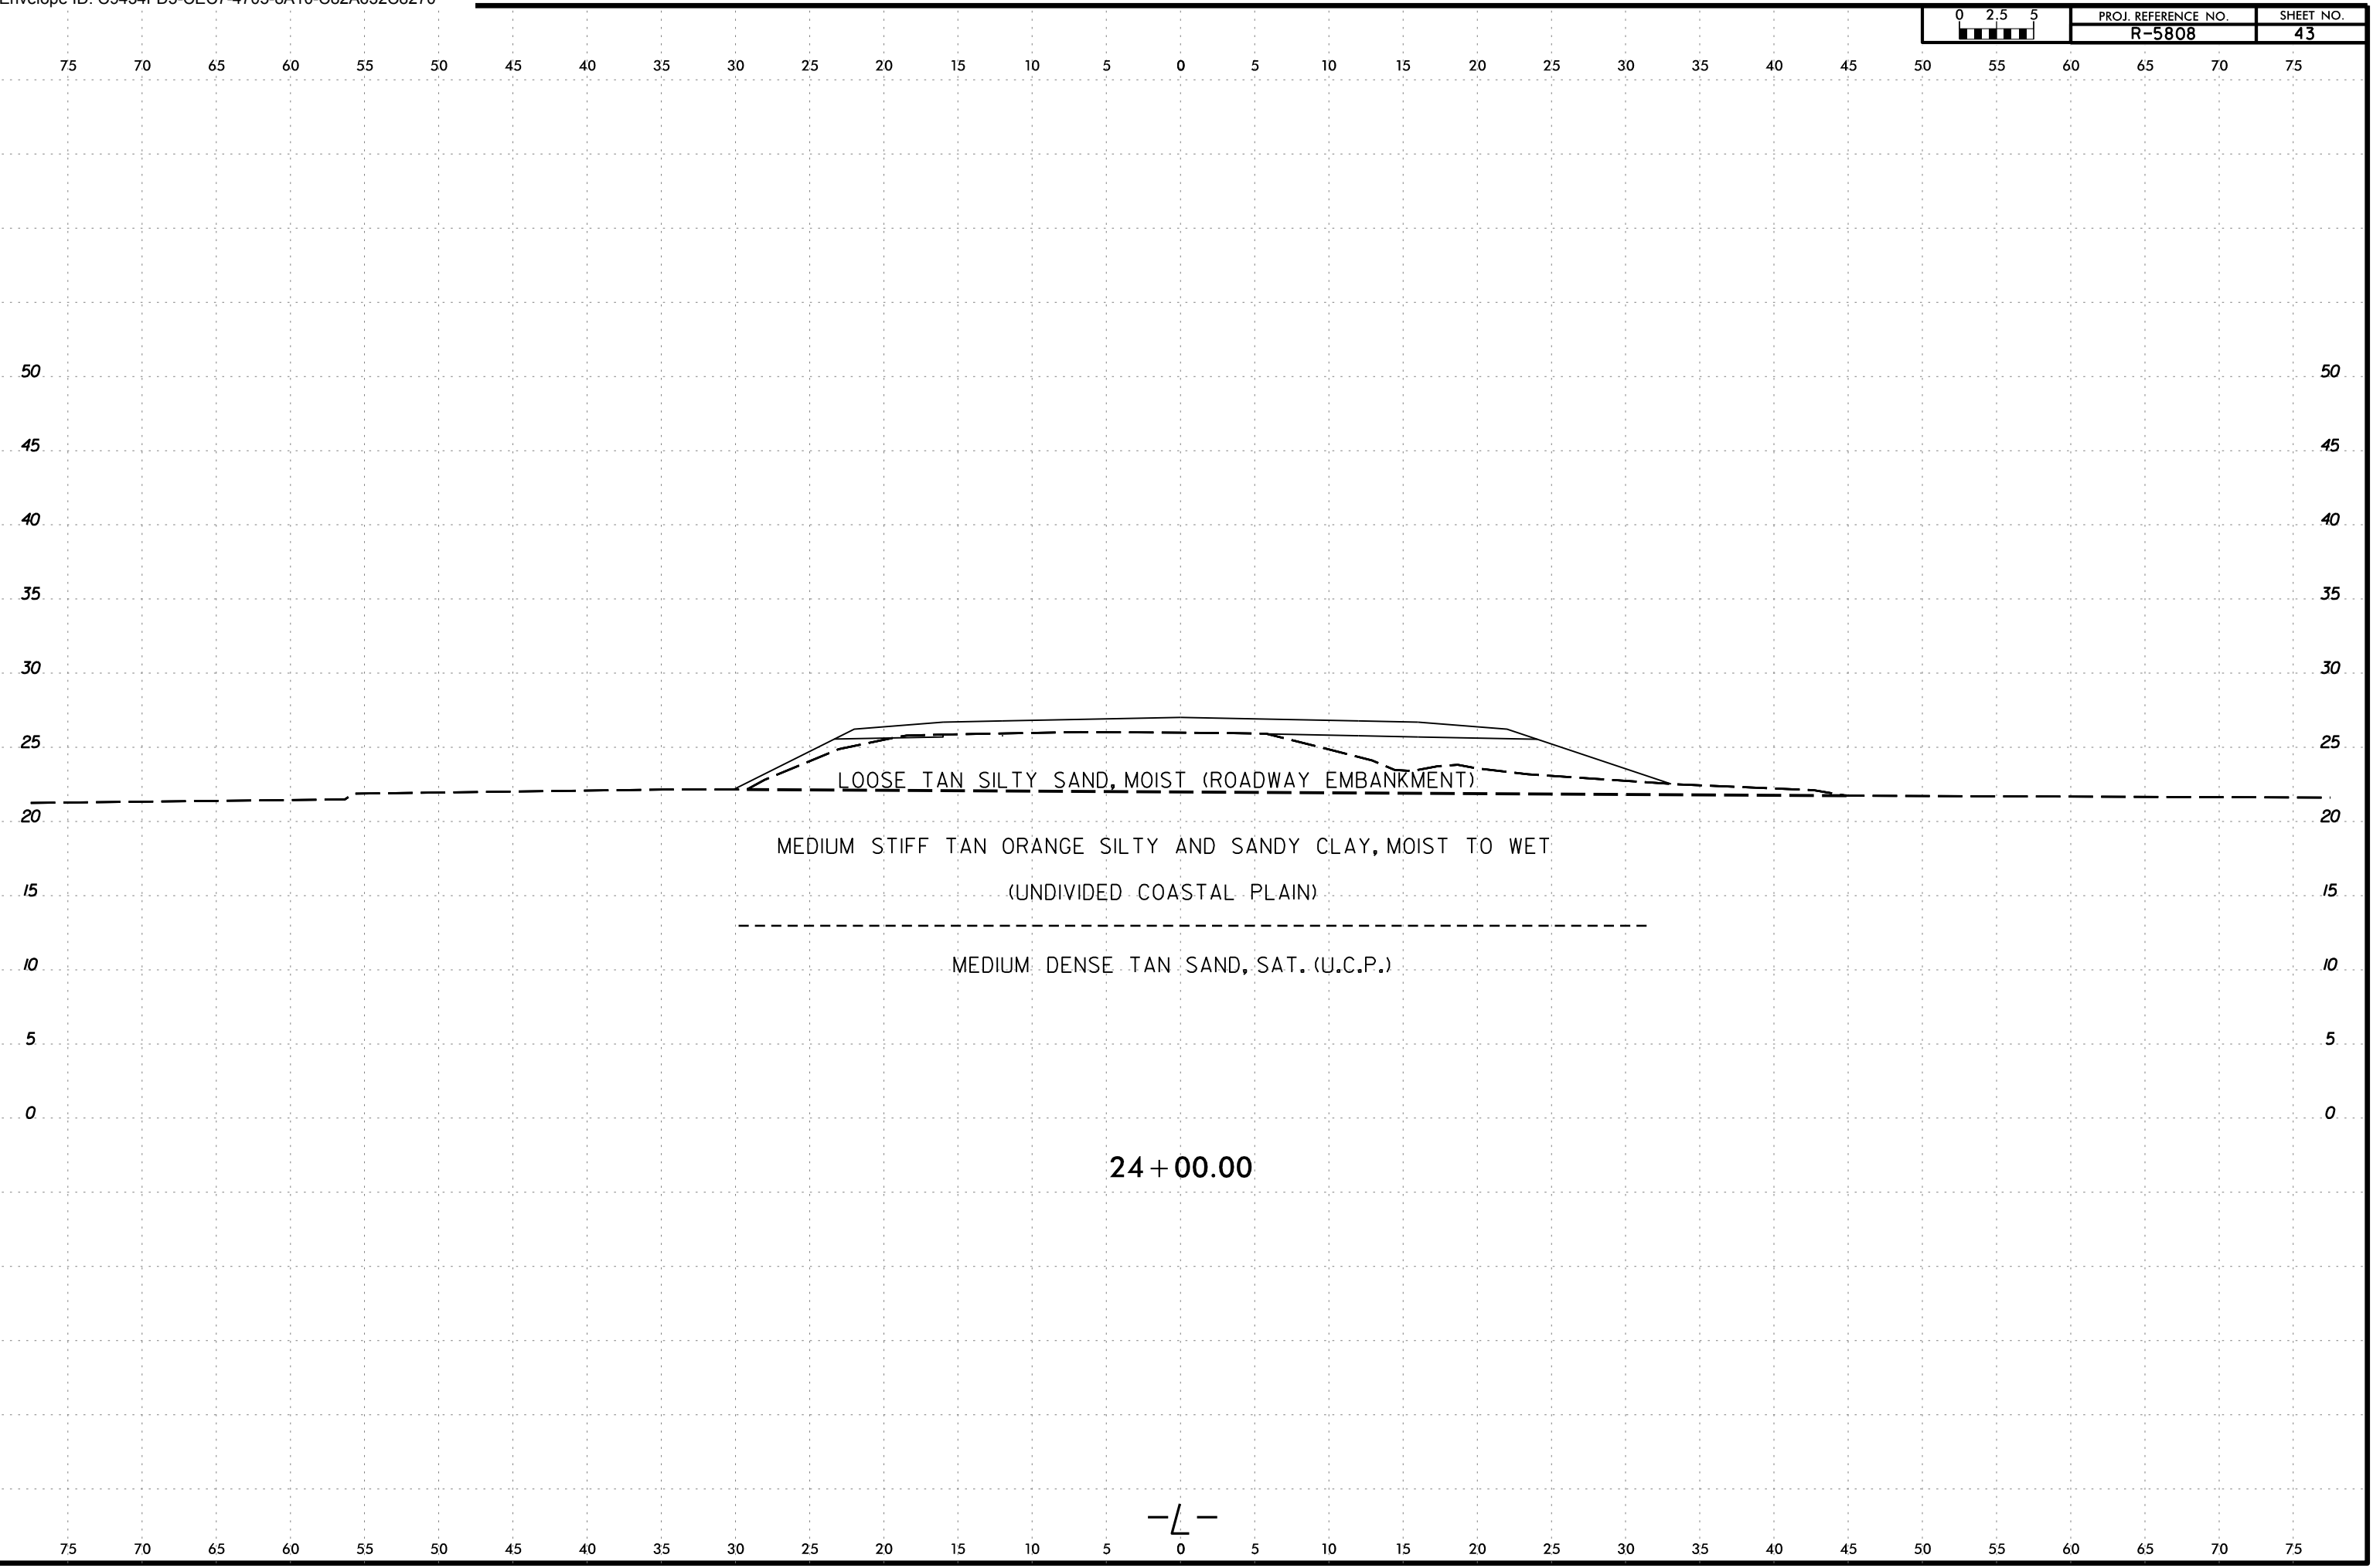 0 2.5 5 PROJ. REFERENCE NO. SHEET NO.
R-5808 43
75 70 65 60 55 50 45 40 35 30 25 20 15 10 5 0 5 10 15 20 25 30 35 40 45 50 55 60 65 70 75
50 50
45 45
40 40
35 35
30 30
25 25
LOOSE TAN SILTY SAND, MOIST (ROADWAY EMBANKMENT)
20 20
MEDIUM STIFF TAN ORANGE SILTY AND SANDY CLAY, MOIST TO WET
15 (UNDIVIDED COASTAL PLAIN) 15
10 MEDIUM DENSE TAN SAND, SAT. (U.C.P.) 10
5 5
0 0
24+00.00
-L-
75 70 65 60 55 50 45 40 35 30 25 20 15 10 5 0 5 10 15 20 25 30 35 40 45 50 55 60 65 70 75